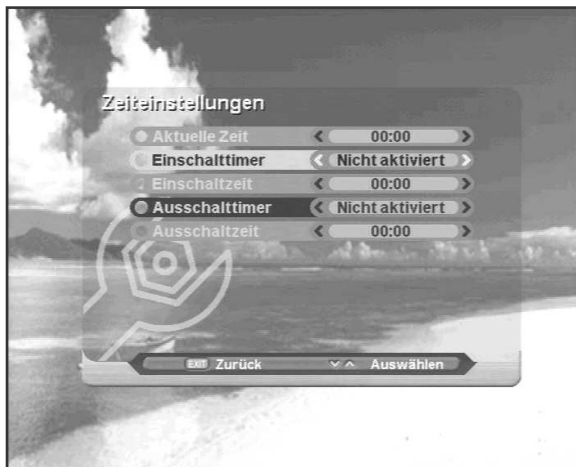 Zeiteinstellungen
Aktuelle Zeit 00:00
Einschalttimer Nicht aktiviert
Einschaltzeit 00:00
Ausschalttimer Nicht aktiviert
Ausschaltzeit 00:00
EXIT Zurück Auswählen